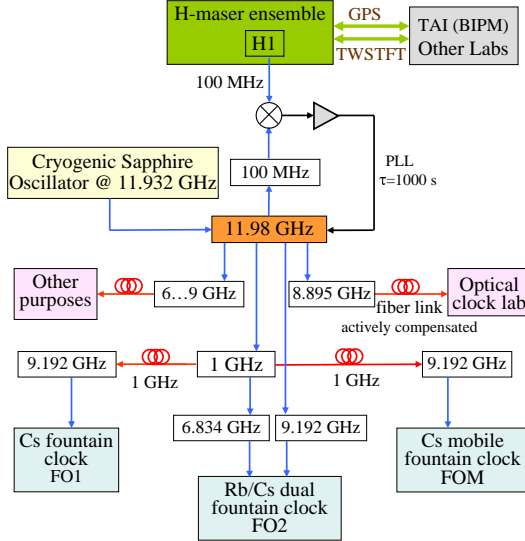 H-maser ensemble
H1
GPS
TWSTFT
TAI (BIPM)
Other Labs
100 MHz
Cryogenic Sapphire
Oscillator @ 11.932 GHz
100 MHz
PLL
τ=1000 s
11.98 GHz
Other
purposes
6…9 GHz
8.895 GHz
fiber link
actively compensated
Optical
clock lab
9.192 GHz
1 GHz
1 GHz
1 GHz
9.192 GHz
6.834 GHz
9.192 GHz
Cs fountain
clock
FO1
Rb/Cs dual
fountain clock
FO2
Cs mobile
fountain clock
FOM